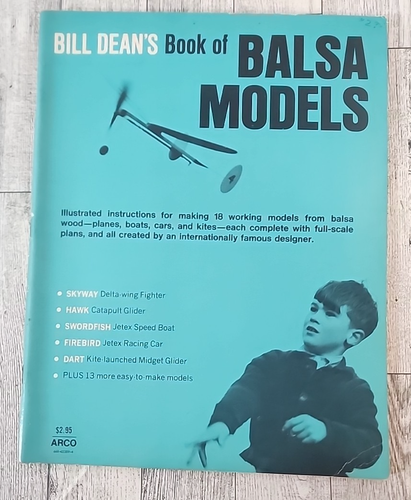 BILL DEAN'S Book of BALSA
MODELS
Illustrated instructions for making 18 working models from balsa
wood—planes, boats, cars, and kites—each complete with full-scale
plans, and all created by an internationally famous designer.
• SKYWAY Delta-wing Fighter
• HAWK Catapult Glider
• SWORDFISH Jetex Speed Boat
• FIREBIRD Jetex Racing Car
• DART Kite-launched Midget Glider
• PLUS 13 more easy-to-make models
$2.95
ARCO